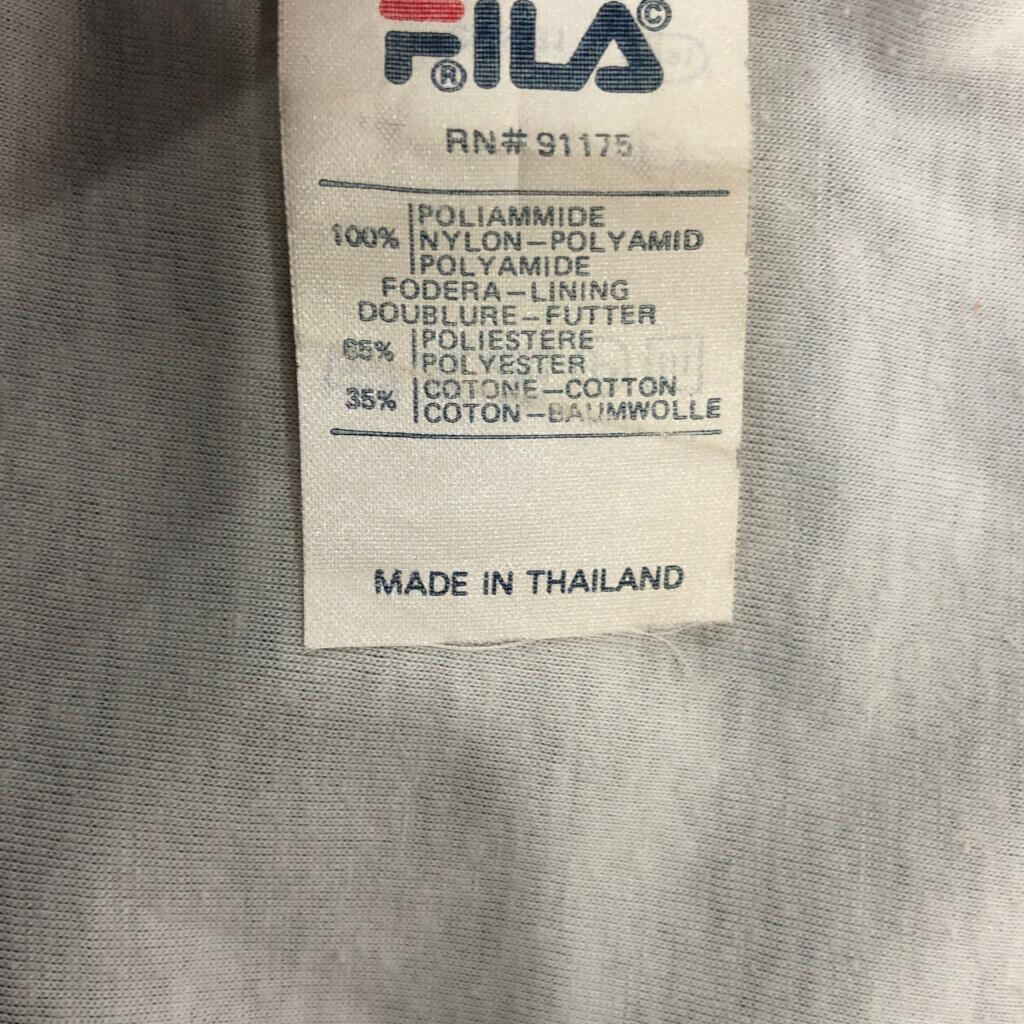 FILA©
®
RN# 91175
100% POLIAMMIDE
NYLON-POLYAMID
POLYAMIDE
FODERA-LINING
DOUBLURE-FUTTER
65% POLIESTERE
POLYESTER
35% COTONE-COTTON
COTON-BAUMWOLLE
MADE IN THAILAND